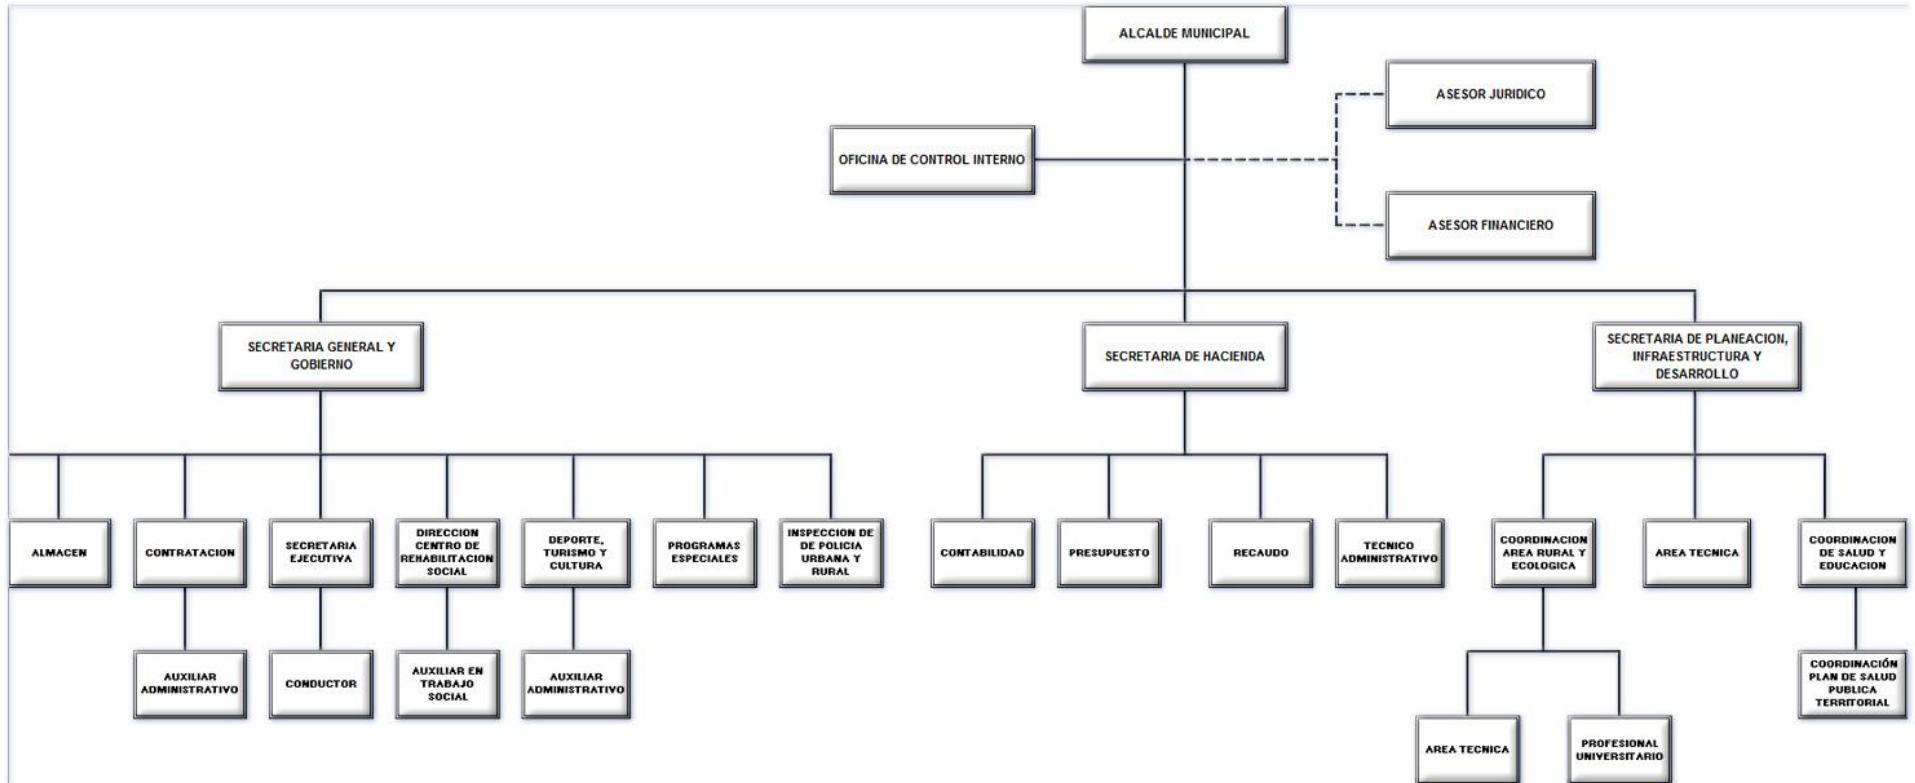 ALCALDE MUNICIPAL
ASESOR JURIDICO
OFICINA DE CONTROL INTERNO
ASESOR FINANCIERO
SECRETARIA GENERAL Y
GOBIERNO
SECRETARIA DE HACIENDA
SECRETARIA DE PLANEACION,
INFRAESTRUCTURA Y
DESARROLLO
ALMACEN
CONTRATACION
SECRETARIA
EJECUTIVA
DIRECCION
CENTRO DE
REHABILITACION
SOCIAL
DEPORTE,
TURISMO Y
CULTURA
PROGRAMAS
ESPECIALES
INSPECCION DE
DE POLICIA
URBANA Y
RURAL
CONTABILIDAD
PRESUPUESTO
RECAUDO
TECNICO
ADMINISTRATIVO
COORDINACION
AREA RURAL Y
ECOLOGICA
AREA TECNICA
COORDINACION
DE SALUD Y
EDUCACION
AUXILIAR
ADMINISTRATIVO
CONDUCTOR
AUXILIAR EN
TRABAJO
SOCIAL
AUXILIAR
ADMINISTRATIVO
COORDINACIÓN
PLAN DE SALUD
PUBLICA
TERRITORIAL
AREA TECNICA
PROFESIONAL
UNIVERSITARIO